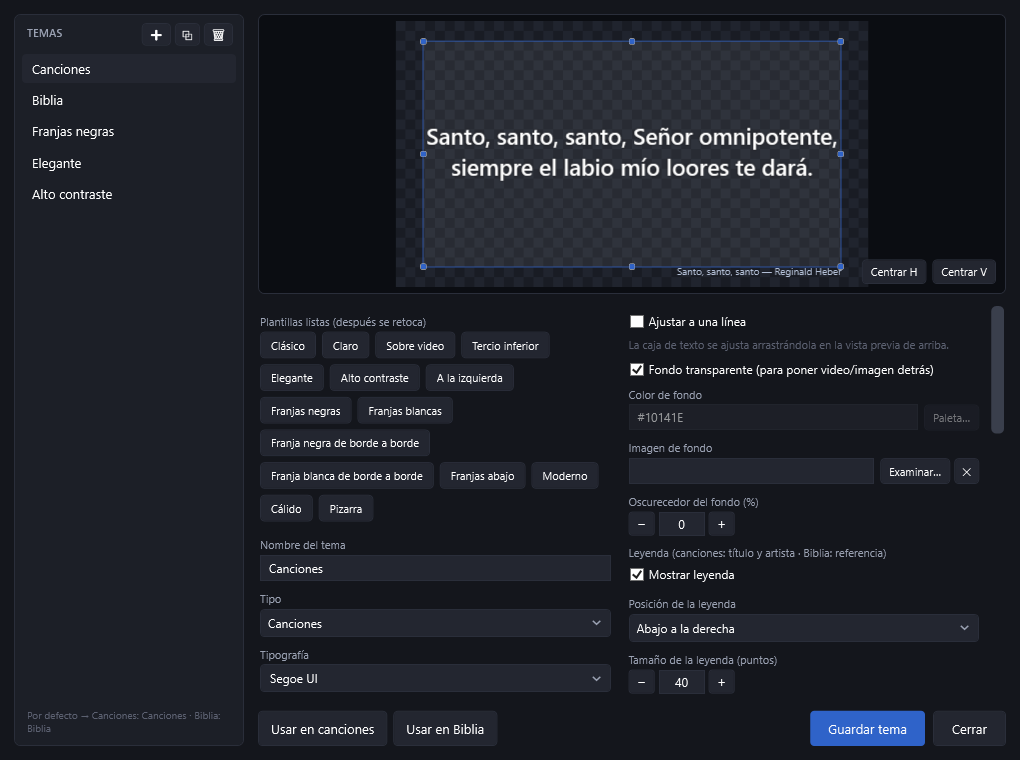 TEMAS
Canciones
Biblia
Franjas negras
Elegante
Alto contraste
Por defecto → Canciones: Canciones · Biblia:
Biblia
Santo, santo, santo, Señor omnipotente,
siempre el labio mío loores te dará.
Santo, santo, santo — Reginald Heber
Centrar H
Centrar V
Plantillas listas (después se retoca)
Clásico
Claro
Sobre video
Tercio inferior
Elegante
Alto contraste
A la izquierda
Franjas negras
Franjas blancas
Franja negra de borde a borde
Franja blanca de borde a borde
Franjas abajo
Moderno
Cálido
Pizarra
Nombre del tema
Canciones
Tipo
Canciones
Tipografía
Segoe UI
Ajustar a una línea
La caja de texto se ajusta arrastrándola en la vista previa de arriba.
Fondo transparente (para poner video/imagen detrás)
Color de fondo
#10141E
Paleta...
Imagen de fondo
Examinar...
Oscurecedor del fondo (%)
− 0 +
Leyenda (canciones: título y artista · Biblia: referencia)
Mostrar leyenda
Posición de la leyenda
Abajo a la derecha
Tamaño de la leyenda (puntos)
− 40 +
Usar en canciones
Usar en Biblia
Guardar tema
Cerrar